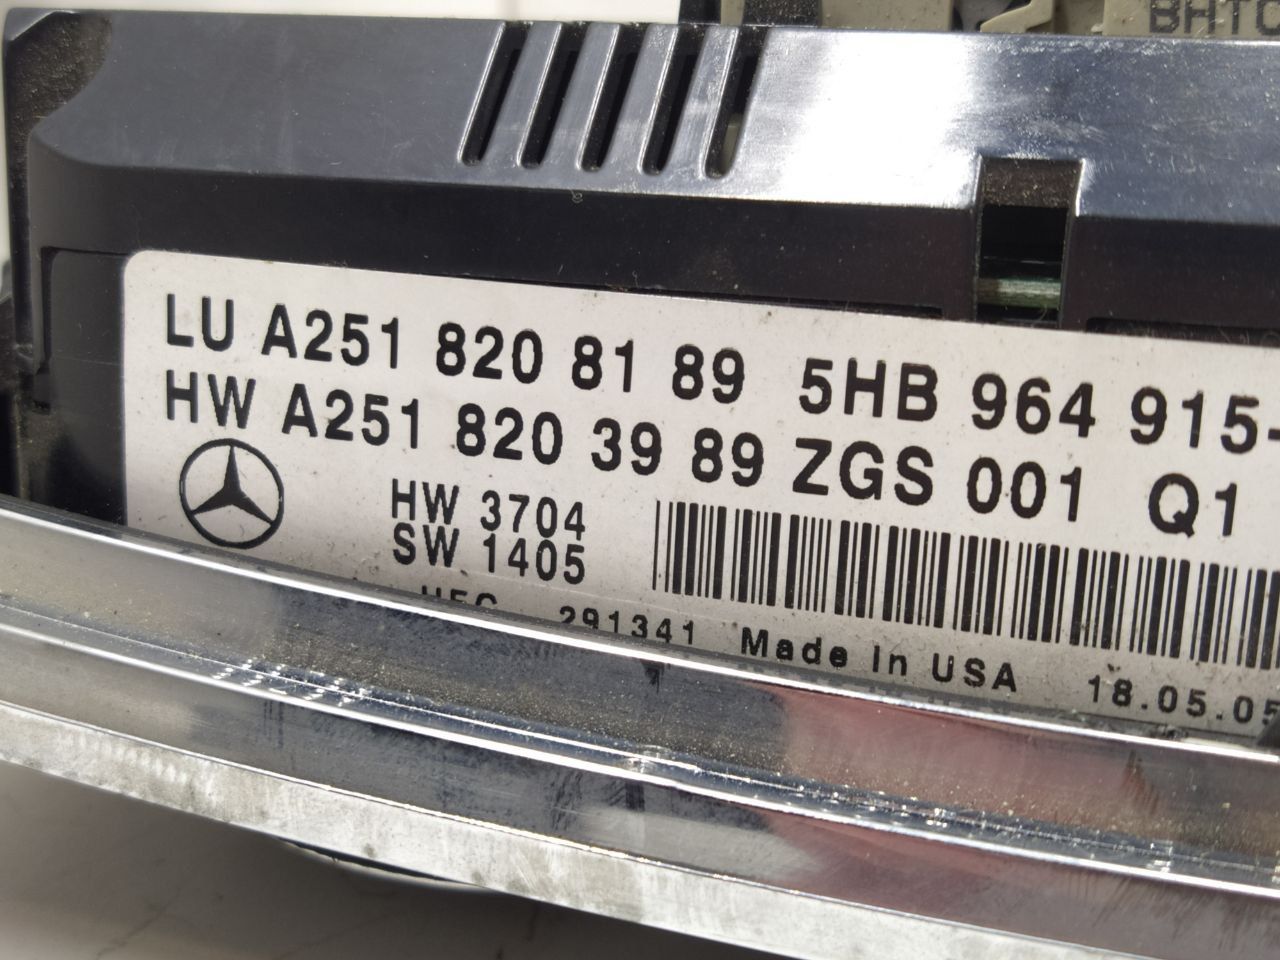 BHTC
LU A251 820 81 89 5HB 964 915-
HW A251 820 39 89 ZGS 001 Q1
HW 3704
SW 1405
291341 Made In USA 18.05.05